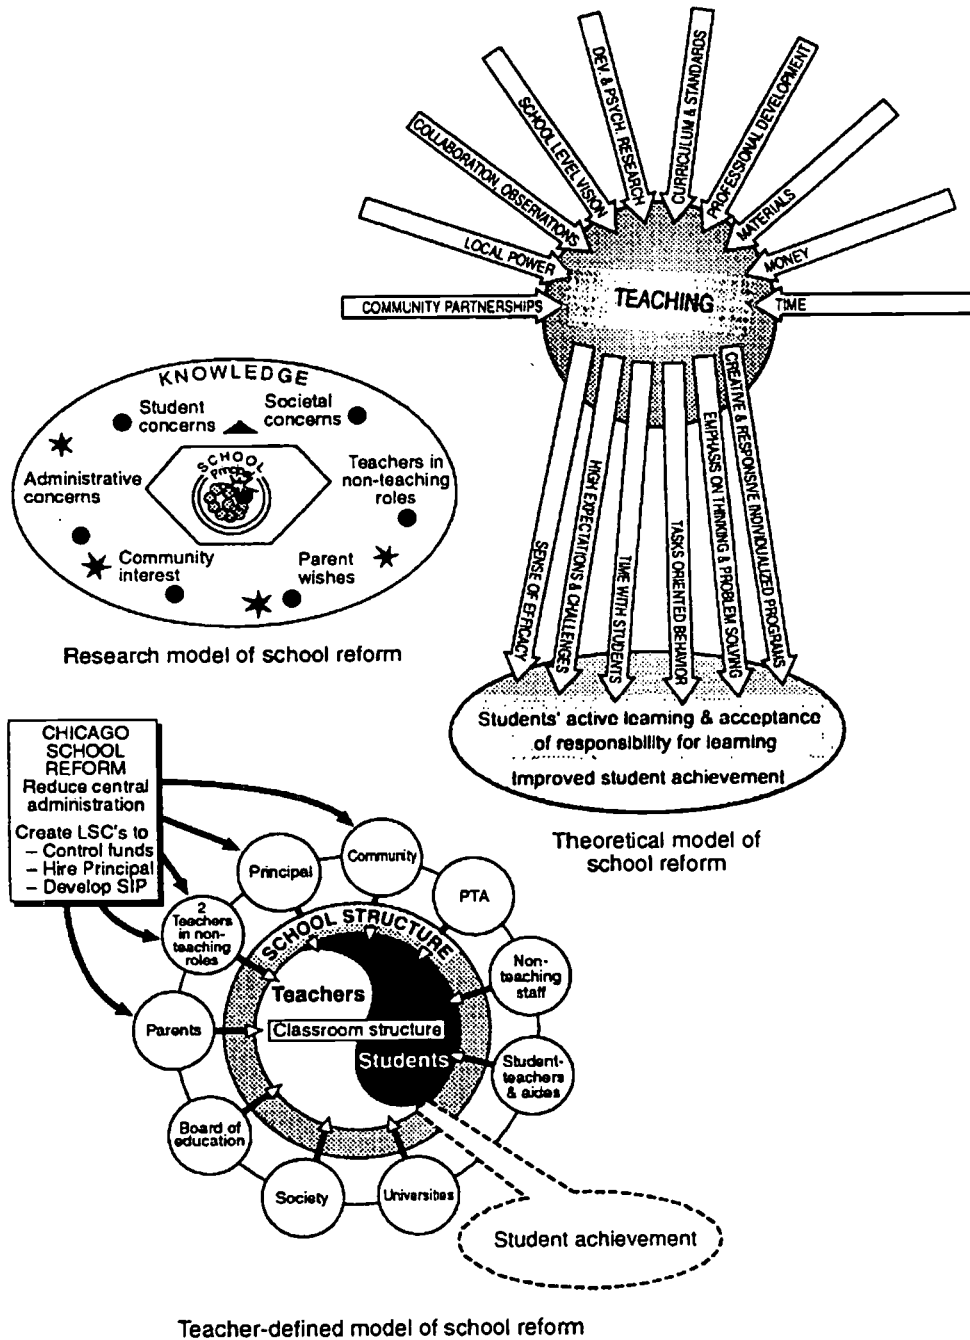 COMMUNITY PARTNERSHIPS
LOCAL POWER
COLLABORATION, OBSERVATIONS
SCHOOL LEVEL VISION
DEV. & PSYCH. RESEARCH
CURRICULUM & STANDARDS
PROFESSIONAL DEVELOPMENT
MATERIALS
MONEY
TIME
TEACHING
SENSE OF EFFICACY
HIGH EXPECTATIONS & CHALLENGES
TIME WITH STUDENTS
TASKS ORIENTED BEHAVIOR
EMPHASIS ON THINKING & PROBLEM SOLVING
CREATIVE & RESPONSIVE INDIVIDUALIZED PROGRAMS
Students' active learning & acceptance
of responsibility for learning
Improved student achievement
Theoretical model of
school reform
KNOWLEDGE
Student
concerns
Societal
concerns
Administrative
concerns
SCHOOL
Teachers in
non-teaching
roles
Community
interest
Parent
wishes
Research model of school reform
CHICAGO
SCHOOL
REFORM
Reduce central
administration
Create LSC's to
– Control funds
– Hire Principal
– Develop SIP
Principal
Community
PTA
2
Teachers
in non-
teaching
roles
Non-
teaching
staff
Parents
Student-
teachers
& aides
Board of
education
Society
Universites
SCHOOL STRUCTURE
Teachers
Classroom structure
Students
Student achievement
Teacher-defined model of school reform